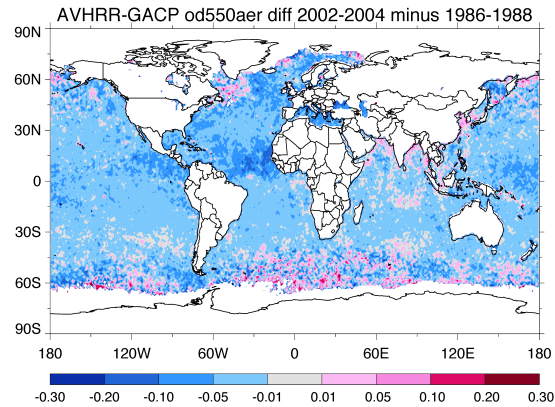 AVHRR-GACP od550aer diff 2002-2004 minus 1986-1988
90N
60N
30N
0
30S
60S
90S
180 120W 60W 0 60E 120E 180
-0.30 -0.20 -0.10 -0.05 0.01 0.01 0.05 0.10 0.20 0.30